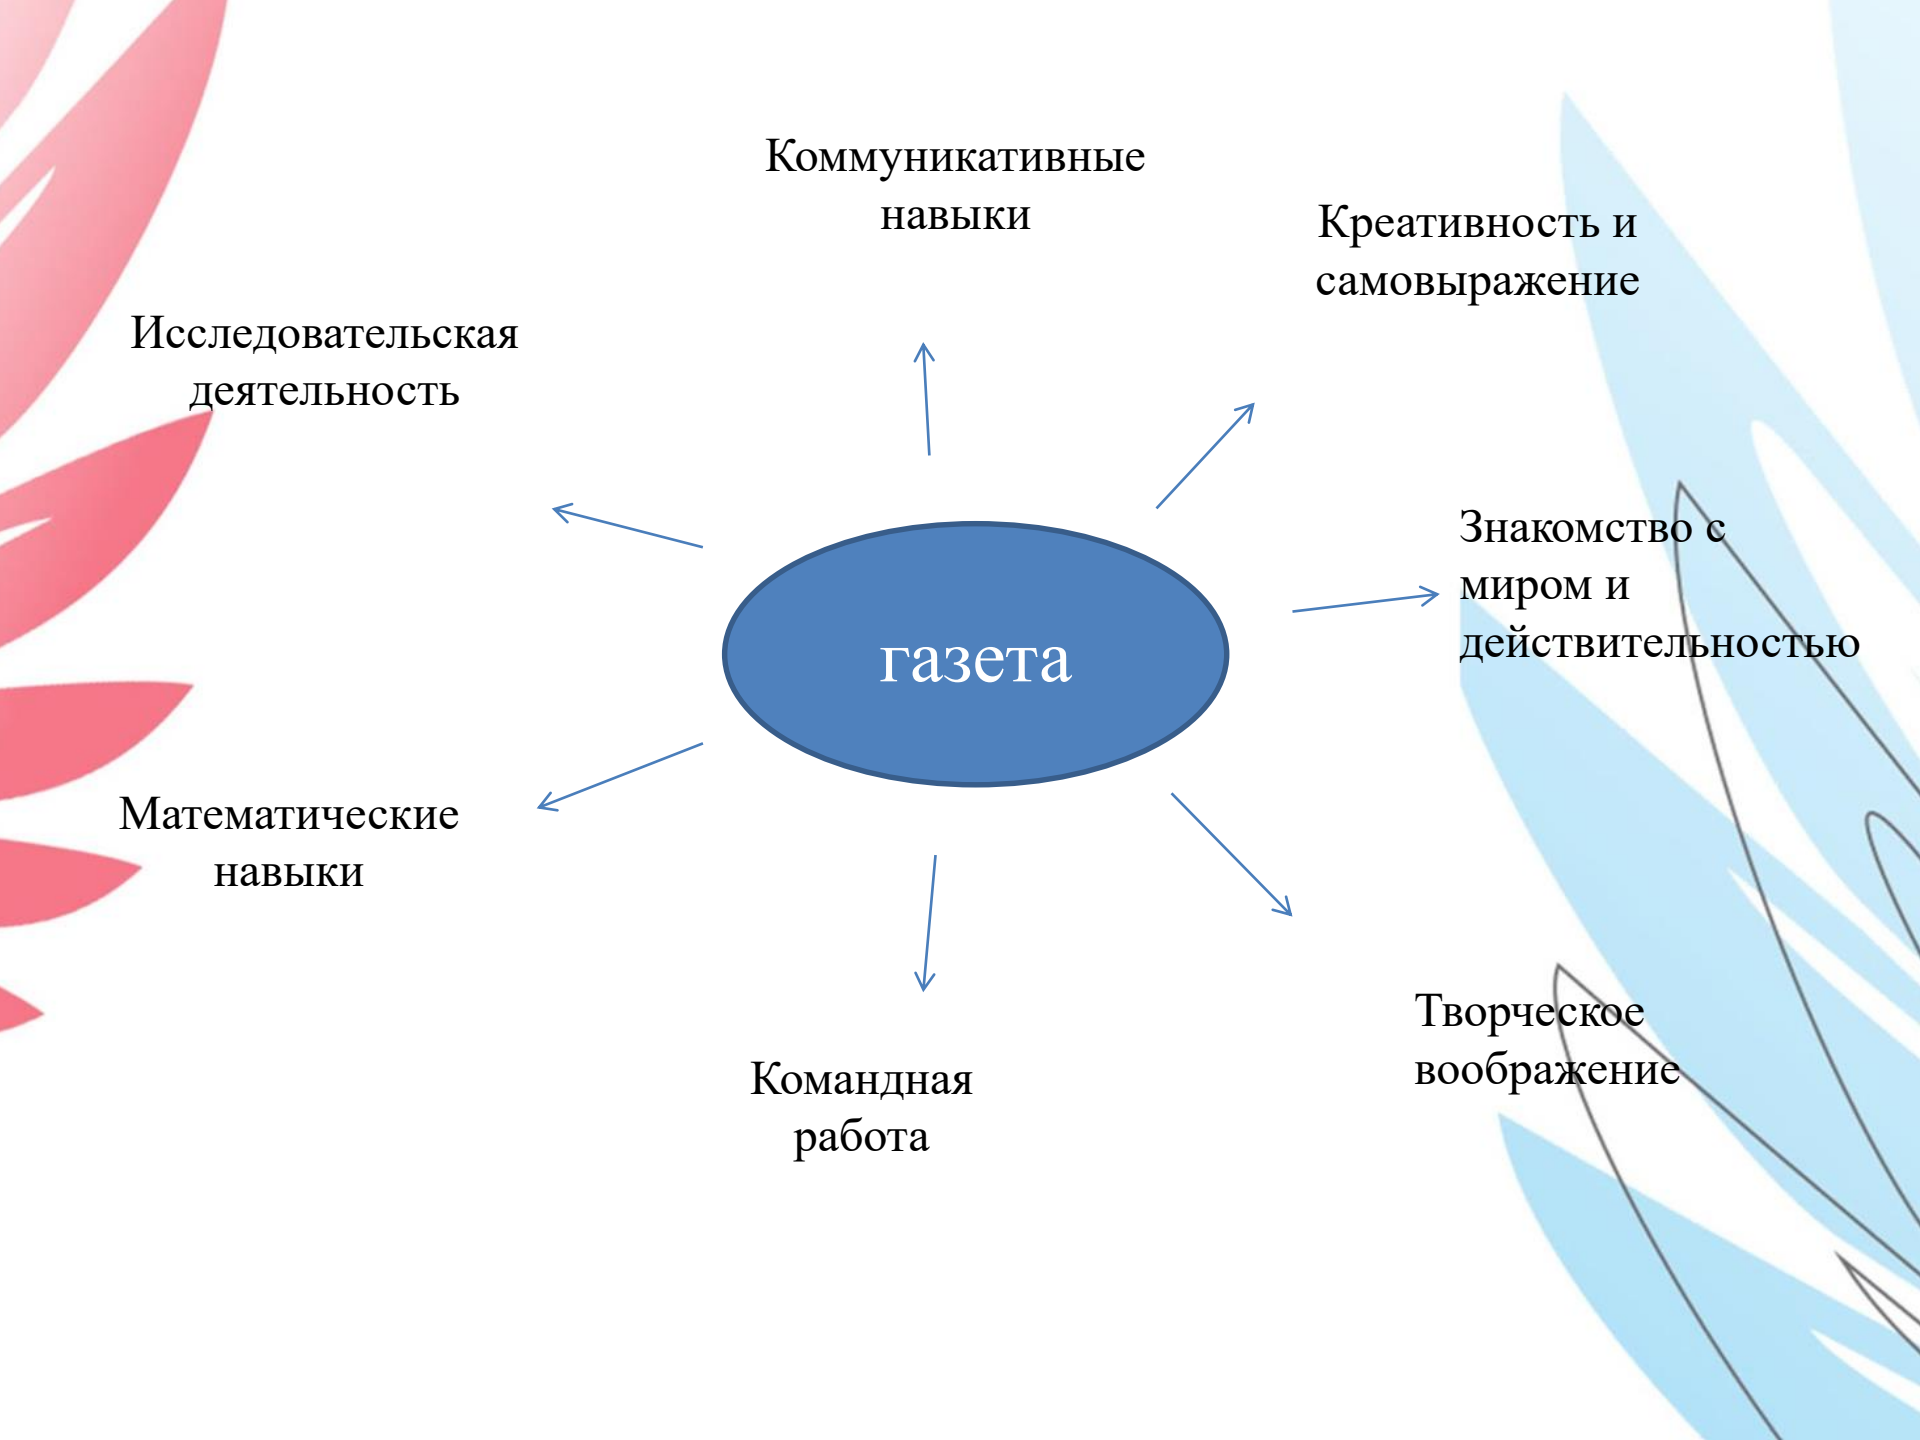 Коммуникативные
навыки
Креативность и
самовыражение
Исследовательская
деятельность
Знакомство с
миром и
действительностью
газета
Математические
навыки
Творческое
воображение
Командная
работа